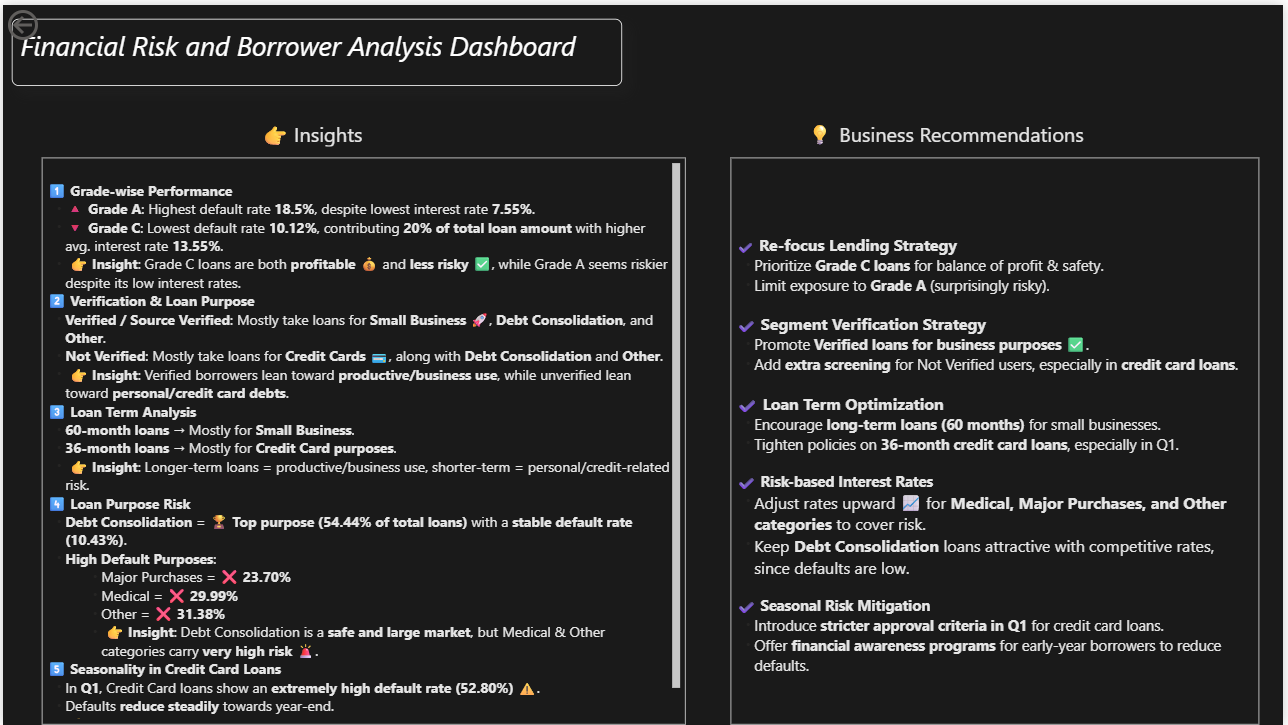 Financial Risk and Borrower Analysis Dashboard
👉 Insights
1️⃣ Grade-wise Performance
🔺 Grade A: Highest default rate 18.5%, despite lowest interest rate 7.55%.
🔻 Grade C: Lowest default rate 10.12%, contributing 20% of total loan amount with higher
avg. interest rate 13.55%.
👉 Insight: Grade C loans are both profitable 💰 and less risky ✅, while Grade A seems riskier
despite its low interest rates.
2️⃣ Verification & Loan Purpose
Verified / Source Verified: Mostly take loans for Small Business 🚀, Debt Consolidation, and
Other.
Not Verified: Mostly take loans for Credit Cards 💳, along with Debt Consolidation and Other.
👉 Insight: Verified borrowers lean toward productive/business use, while unverified lean
toward personal/credit card debts.
3️⃣ Loan Term Analysis
60-month loans → Mostly for Small Business.
36-month loans → Mostly for Credit Card purposes.
👉 Insight: Longer-term loans = productive/business use, shorter-term = personal/credit-related
risk.
4️⃣ Loan Purpose Risk
Debt Consolidation = 🏆 Top purpose (54.44% of total loans) with a stable default rate
(10.43%).
High Default Purposes:
Major Purchases = ❌ 23.70%
Medical = ❌ 29.99%
Other = ❌ 31.38%
👉 Insight: Debt Consolidation is a safe and large market, but Medical & Other
categories carry very high risk 🚨.
5️⃣ Seasonality in Credit Card Loans
In Q1, Credit Card loans show an extremely high default rate (52.80%) ⚠️.
Defaults reduce steadily towards year-end.
💡 Business Recommendations
✔ Re-focus Lending Strategy
Prioritize Grade C loans for balance of profit & safety.
Limit exposure to Grade A (surprisingly risky).
✔ Segment Verification Strategy
Promote Verified loans for business purposes ✅.
Add extra screening for Not Verified users, especially in credit card loans.
✔ Loan Term Optimization
Encourage long-term loans (60 months) for small businesses.
Tighten policies on 36-month credit card loans, especially in Q1.
✔ Risk-based Interest Rates
Adjust rates upward 📈 for Medical, Major Purchases, and Other
categories to cover risk.
Keep Debt Consolidation loans attractive with competitive rates,
since defaults are low.
✔ Seasonal Risk Mitigation
Introduce stricter approval criteria in Q1 for credit card loans.
Offer financial awareness programs for early-year borrowers to reduce
defaults.